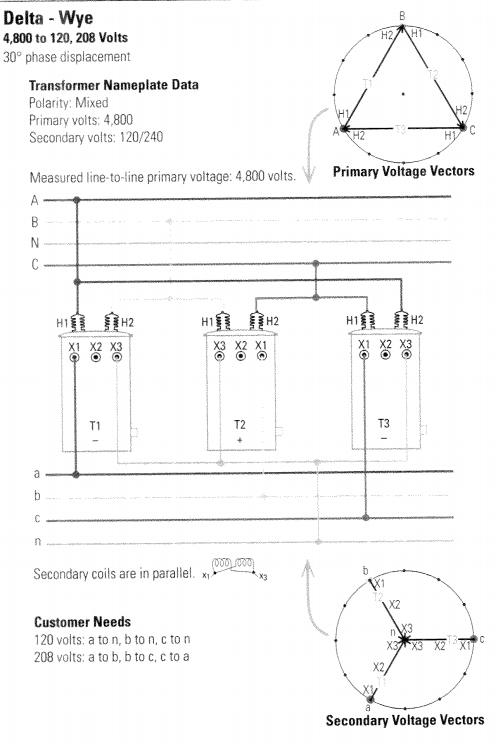 Delta - Wye
4,800 to 120, 208 Volts
30° phase displacement
Transformer Nameplate Data
Polarity: Mixed
Primary volts: 4,800
Secondary volts: 120/240
Measured line-to-line primary voltage: 4,800 volts.
B
H2 H1
T1 T2
H1 H2
A H2 T3 H1 C
Primary Voltage Vectors
A
B
N
C
H1 H2 H1 H2
X1 X2 X3 X3 X2 X1 X1 X2 X3
T1 T2 T3
− + −
a
b
c
n
Secondary coils are in parallel. X1 X3
Customer Needs
120 volts: a to n, b to n, c to n
208 volts: a to b, b to c, c to a
b
X1
T2
X2
n X3
X3 X3 X2 T3 X1 c
X2
T1
X1
a
Secondary Voltage Vectors